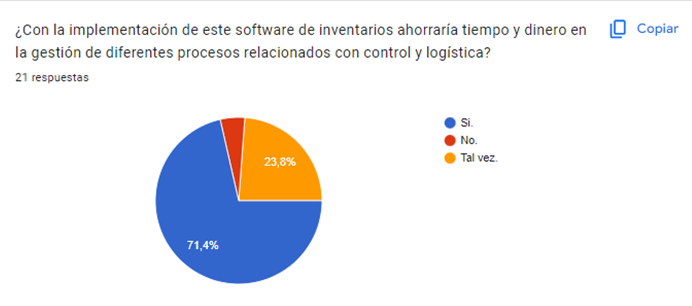 ¿Con la implementación de este software de inventarios ahorraría tiempo y dinero en
la gestión de diferentes procesos relacionados con control y logística?
Copiar
21 respuestas
Si.
No.
Tal vez.
23,8%
71,4%